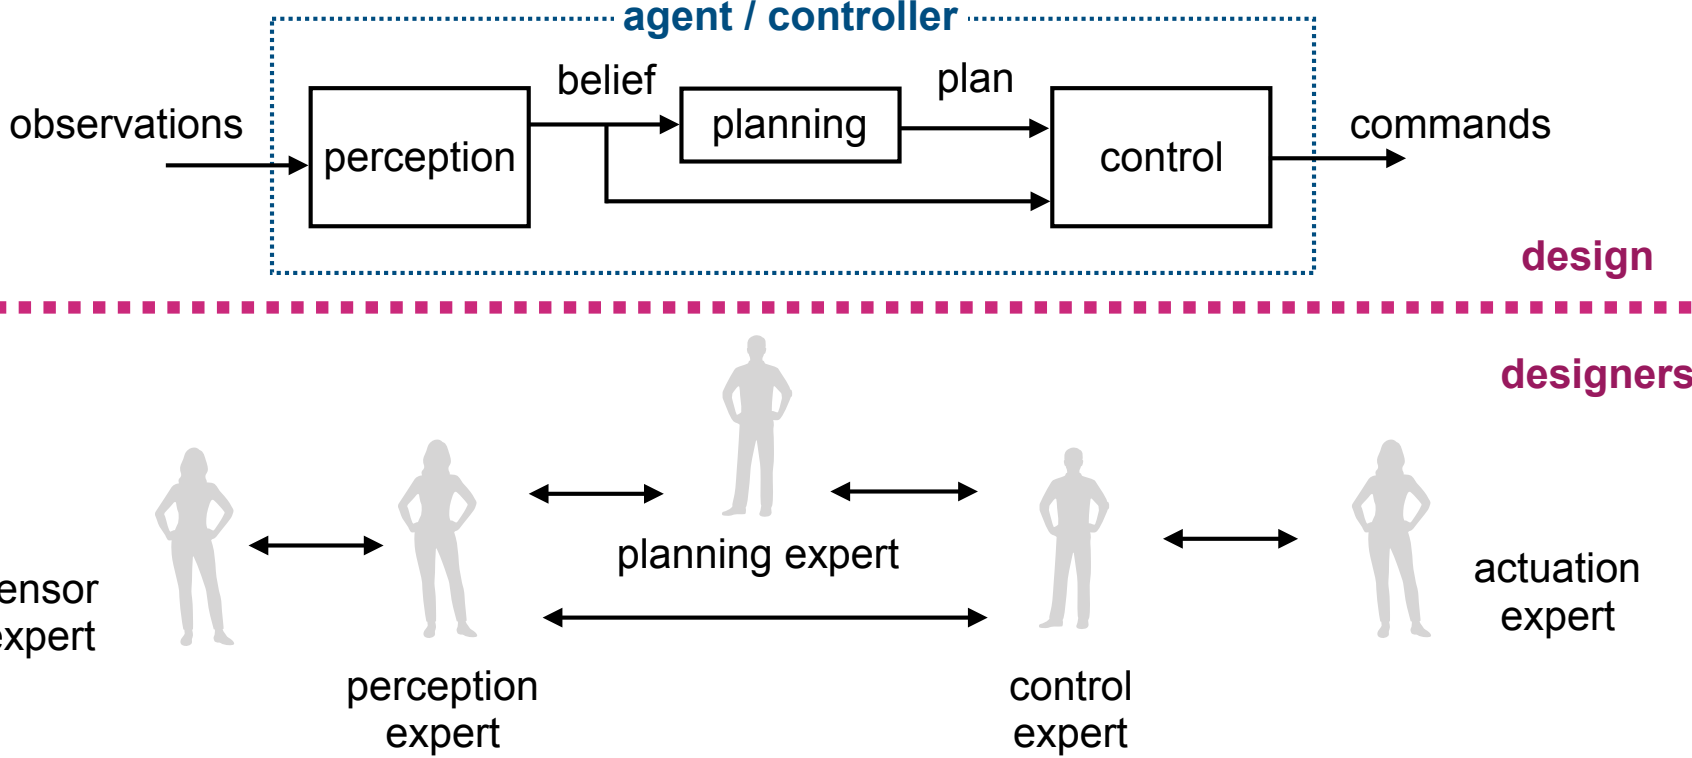 agent / controller
belief
plan
observations
perception
planning
control
commands
design
designers
planning expert
ensor
expert
actuation
expert
perception
expert
control
expert